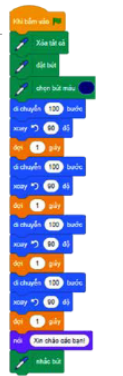 Khi bấm vào
Xóa tất cả
đặt bút
chọn bút màu
di chuyển 100 bước
xoay 90 độ
đợi 1 giây
di chuyển 100 bước
xoay 90 độ
đợi 1 giây
di chuyển 100 bước
xoay 90 độ
đợi 1 giây
di chuyển 100 bước
xoay 90 độ
đợi 1 giây
nói Xin chào các bạn!
nhấc bút